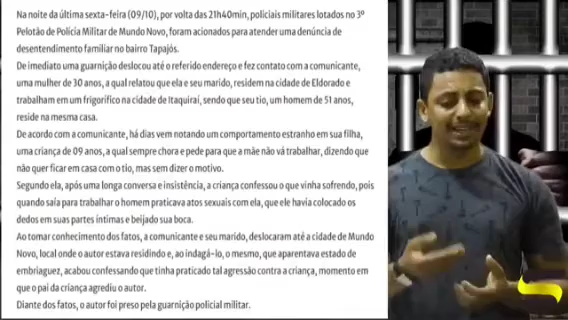 Na noite da última sexta-feira (09/10), por volta das 21h40min, policiais militares lotados no 3º
Pelotão de Polícia Militar de Mundo Novo, foram acionados para atender uma denúncia de
desentendimento familiar no bairro Tapajós.
De imediato uma guarnição deslocou até o referido endereço e fez contato com a comunicante,
uma mulher de 30 anos, a qual relatou que ela e seu marido, residem na cidade de Eldorado e
trabalham em um frigorífico na cidade de Itaquiraí, sendo que seu tio, um homem de 51 anos,
reside na mesma casa.
De acordo com a comunicante, há dias vem notando um comportamento estranho em sua filha,
uma criança de 09 anos, a qual sempre chora e pede para que a mãe não vá trabalhar, dizendo que
não quer ficar em casa com o tio, mas sem dizer o motivo.
Segundo ela, após uma longa conversa e insistência, a criança confessou o que vinha sofrendo, pois
quando saía para trabalhar o homem praticava atos sexuais com ela, que ele havia colocado os
dedos em suas partes íntimas e beijado sua boca.
Ao tomar conhecimento dos fatos, a comunicante e seu marido, deslocaram até a cidade de Mundo
Novo, local onde o autor estava residindo e, ao indagá-lo, o mesmo, que aparentava estado de
embriaguez, acabou confessando que tinha praticado tal agressão contra a criança, momento em
que o pai da criança agrediu o autor.
Diante dos fatos, o autor foi preso pela guarnição policial militar.